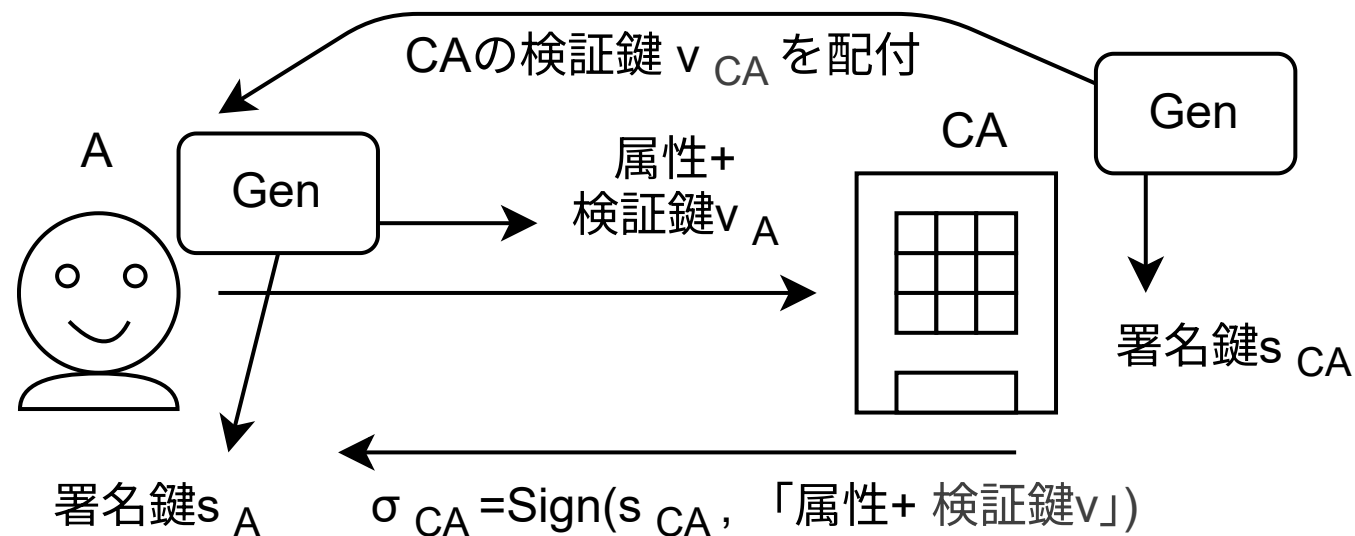 CAの検証鍵 v CA を配付
Gen
CA
A
Gen
属性+
検証鍵v A
署名鍵s CA
署名鍵s A
σ CA =Sign(s CA , 「属性+ 検証鍵v」)